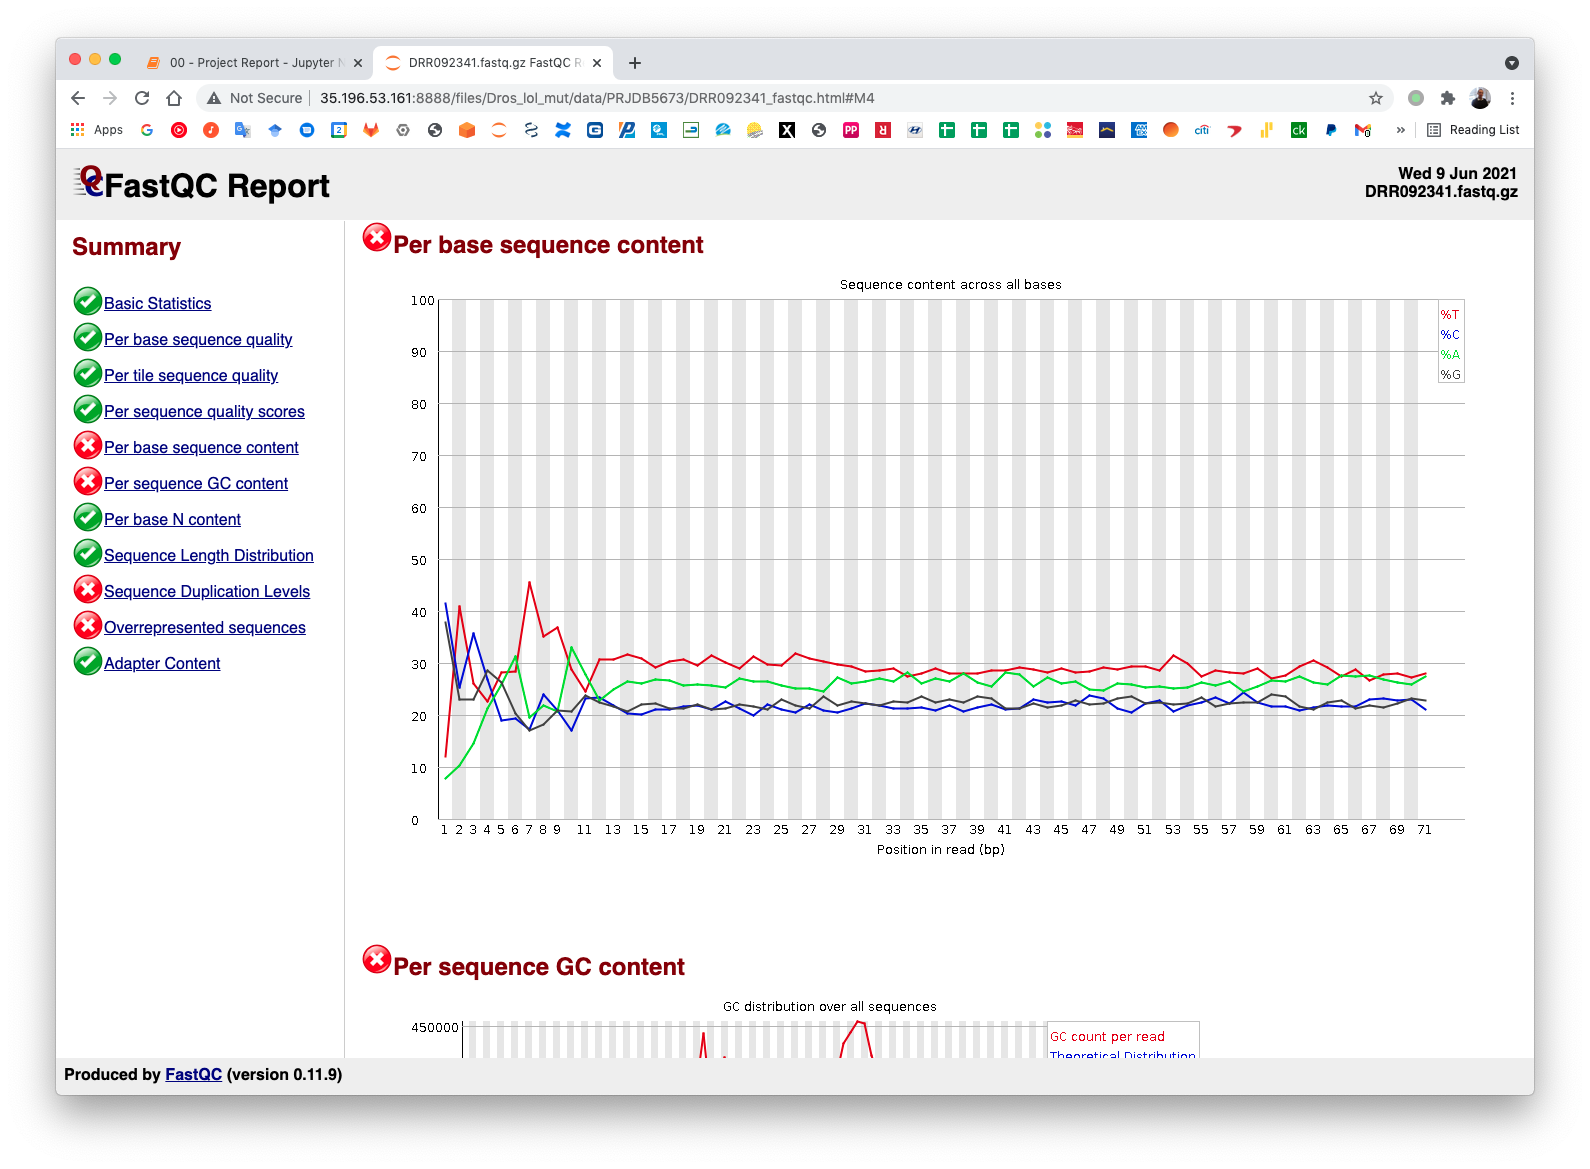 00 - Project Report - Jupyter N
DRR092341.fastq.gz FastQC R
Not Secure
35.196.53.161:8888/files/Dros_lol_mut/data/PRJDB5673/DRR092341_fastqc.html#M4
Apps
citi
ck
PP
Reading List
FastQC Report
Wed 9 Jun 2021
DRR092341.fastq.gz
Summary
Basic Statistics
Per base sequence quality
Per tile sequence quality
Per sequence quality scores
Per base sequence content
Per sequence GC content
Per base N content
Sequence Length Distribution
Sequence Duplication Levels
Overrepresented sequences
Adapter Content
Per base sequence content
Sequence content across all bases
%T
%C
%A
%G
100
90
80
70
60
50
40
30
20
10
0
1 2 3 4 5 6 7 8 9 11 13 15 17 19 21 23 25 27 29 31 33 35 37 39 41 43 45 47 49 51 53 55 57 59 61 63 65 67 69 71
Position in read (bp)
Per sequence GC content
GC distribution over all sequences
450000
GC count per read
Theoretical Distribution
Produced by FastQC (version 0.11.9)